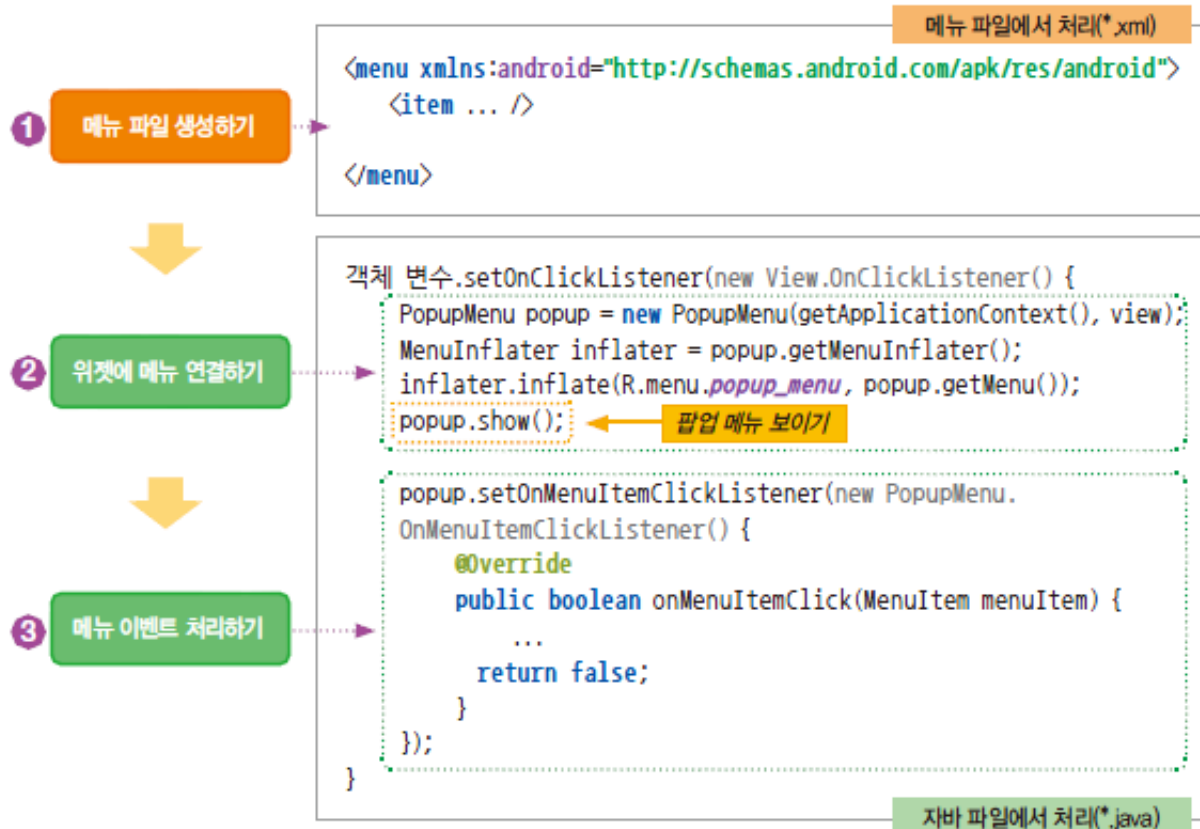 메뉴 파일에서 처리(*.xml)
<menu xmlns:android="http://schemas.android.com/apk/res/android">
<item ... />
</menu>
1 메뉴 파일 생성하기
객체 변수.setOnClickListener(new View.OnClickListener() {
PopupMenu popup = new PopupMenu(getApplicationContext(), view);
MenuInflater inflater = popup.getMenuInflater();
inflater.inflate(R.menu.popup_menu, popup.getMenu());
popup.show(); 팝업 메뉴 보이기
2 위젯에 메뉴 연결하기
popup.setOnMenuItemClickListener(new PopupMenu.
OnMenuItemClickListener() {
@Override
public boolean onMenuItemClick(MenuItem menuItem) {
...
return false;
}
});
}
3 메뉴 이벤트 처리하기
자바 파일에서 처리(*.java)